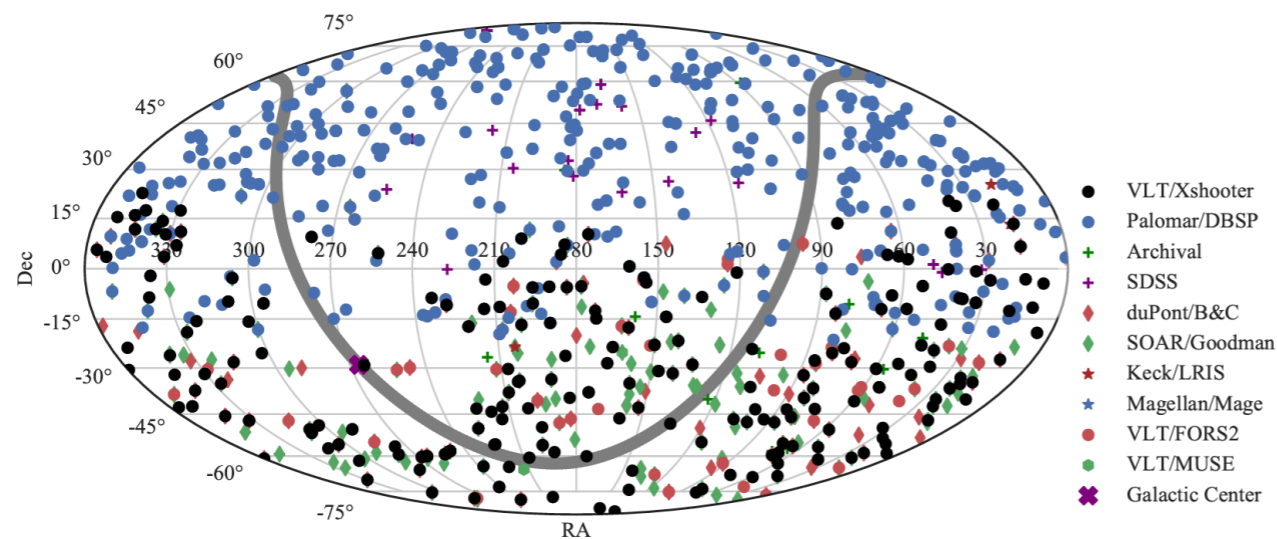 75°
60°
45°
30°
15°
0°
-15°
-30°
-45°
-60°
-75°
Dec
330 300 270 240 210 180 150 120 90 60 30
RA
VLT/Xshooter
Palomar/DBSP
Archival
SDSS
duPont/B&C
SOAR/Goodman
Keck/LRIS
Magellan/Mage
VLT/FORS2
VLT/MUSE
Galactic Center